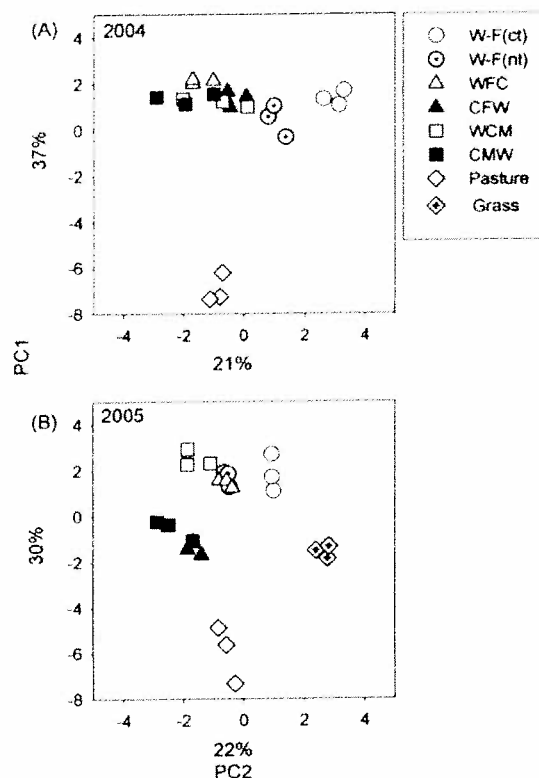 (A) 2004
4
2
0
-2
-4
-6
-8
37%
-4 -2 0 2 4
21%
PC1
W-F(ct)
W-F(nt)
WFC
CFW
WCM
CMW
Pasture
Grass
(B) 2005
4
2
0
-2
-4
-6
-8
30%
-4 -2 0 2 4
22%
PC2